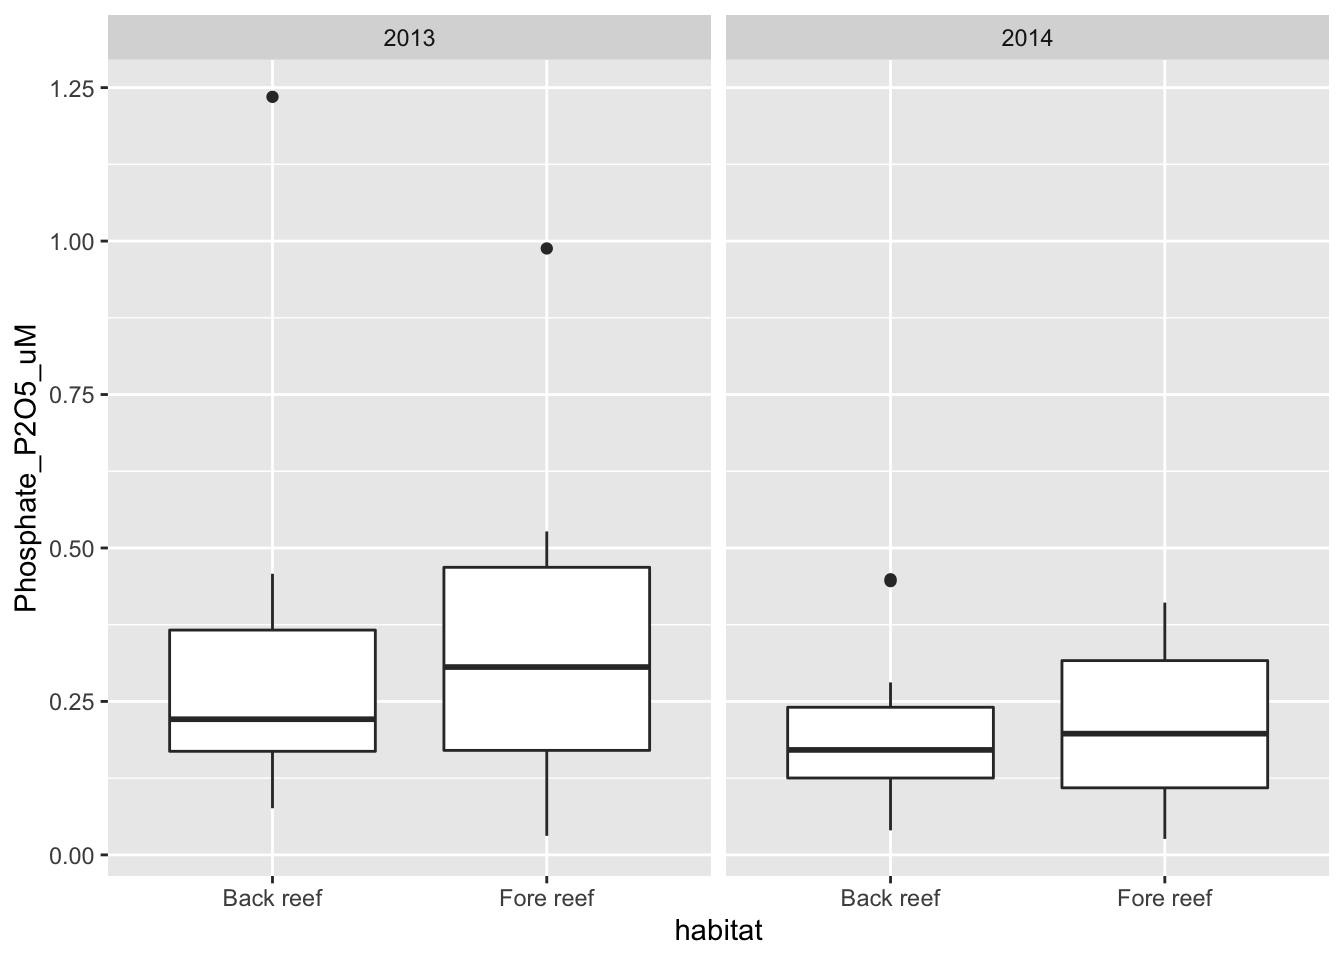 2013
2014
Phosphate_P2O5_uM
1.25
1.00
0.75
0.50
0.25
0.00
Back reef
Fore reef
Back reef
Fore reef
habitat